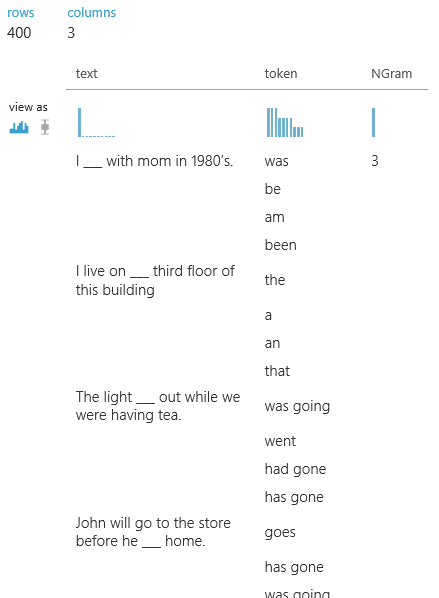 rows columns
400 3
text token NGram
view as
I ___ with mom in 1980's. was 3
be
am
been
I live on ___ third floor of
this building
the
a
an
that
The light ___ out while we
were having tea.
was going
went
had gone
has gone
John will go to the store
before he ___ home.
goes
has gone
was going